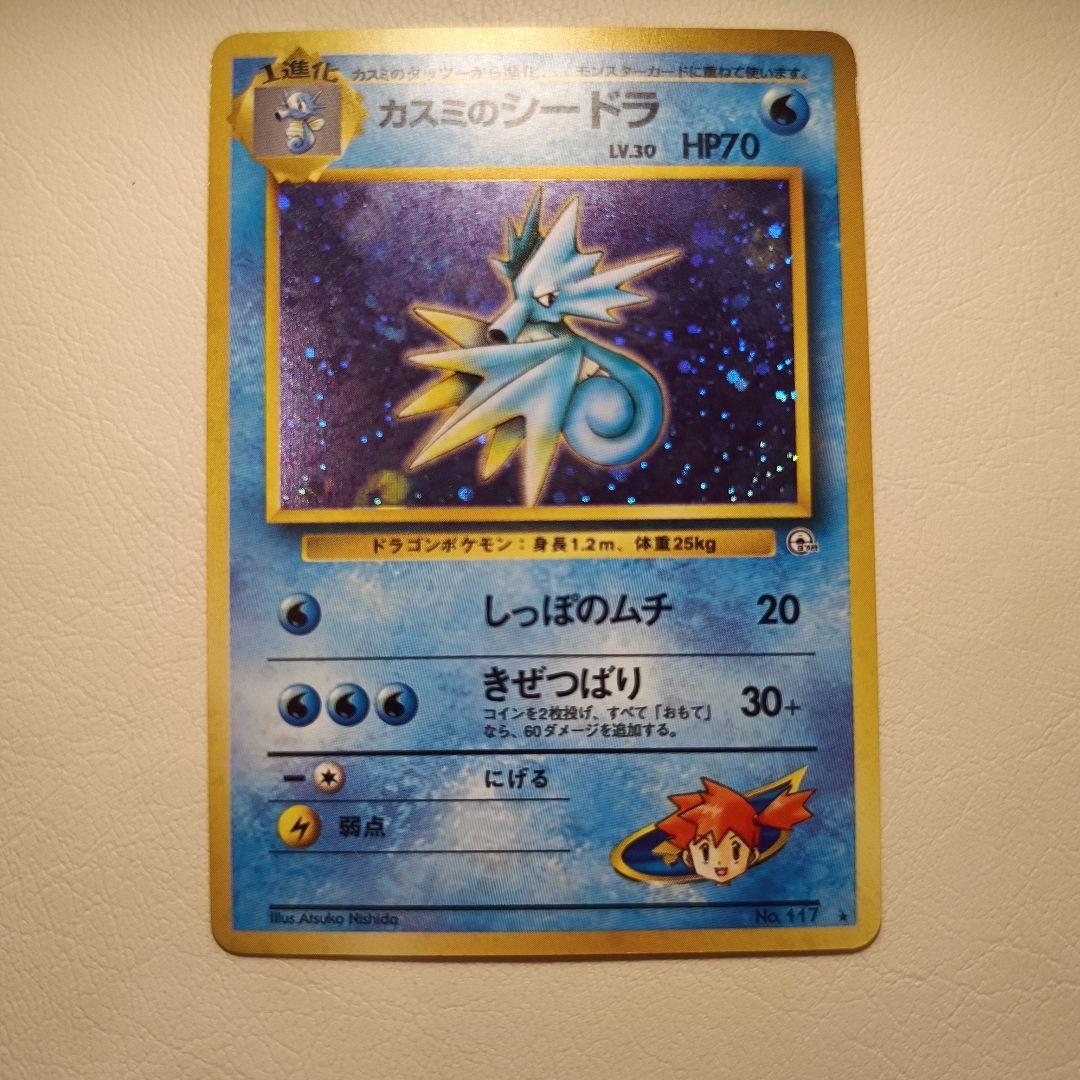 1進化 カスミのタッツーから進化 モンスターカードに重ねて使います。
カスミのシードラ
LV.30 HP70
ドラゴンポケモン：身長1.2m、体重25kg
しっぽのムチ 20
きぜつばり 30+
コインを2枚投げ、すべて「おもて」
なら、60ダメージを追加する。
にげる
弱点
Illus.Atsuko Nishida No. 117 ★